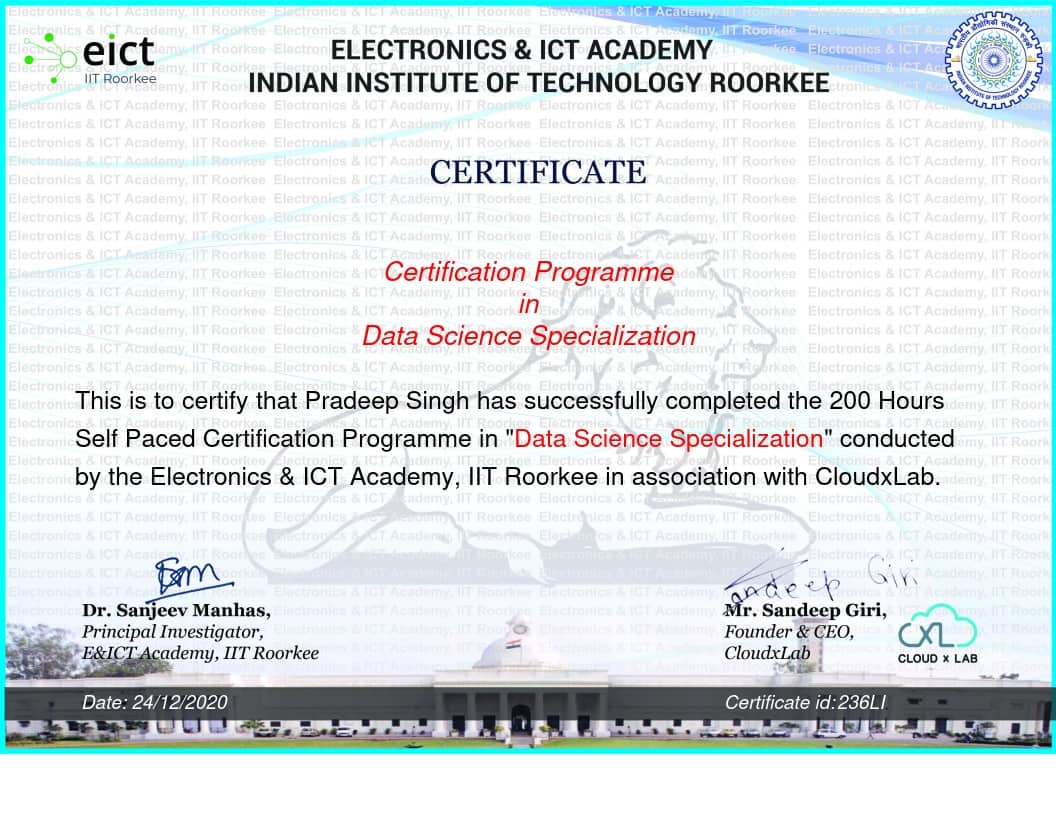 eict
IIT Roorkee
ELECTRONICS & ICT ACADEMY
INDIAN INSTITUTE OF TECHNOLOGY ROORKEE
CERTIFICATE
Certification Programme
in
Data Science Specialization
This is to certify that Pradeep Singh has successfully completed the 200 Hours
Self Paced Certification Programme in "Data Science Specialization" conducted
by the Electronics & ICT Academy, IIT Roorkee in association with CloudxLab.
Sandeep Giri
Dr. Sanjeev Manhas,
Principal Investigator,
E&ICT Academy, IIT Roorkee
Mr. Sandeep Giri,
Founder & CEO,
CloudxLab
CLOUD x LAB
Date: 24/12/2020
Certificate id:236LI